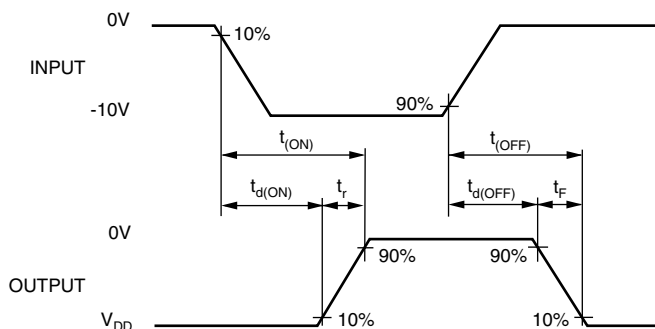 0V
10%
INPUT
-10V
90%
t(ON)
t(OFF)
td(ON)
tr
td(OFF)
tF
0V
90%
90%
OUTPUT
VDD
10%
10%